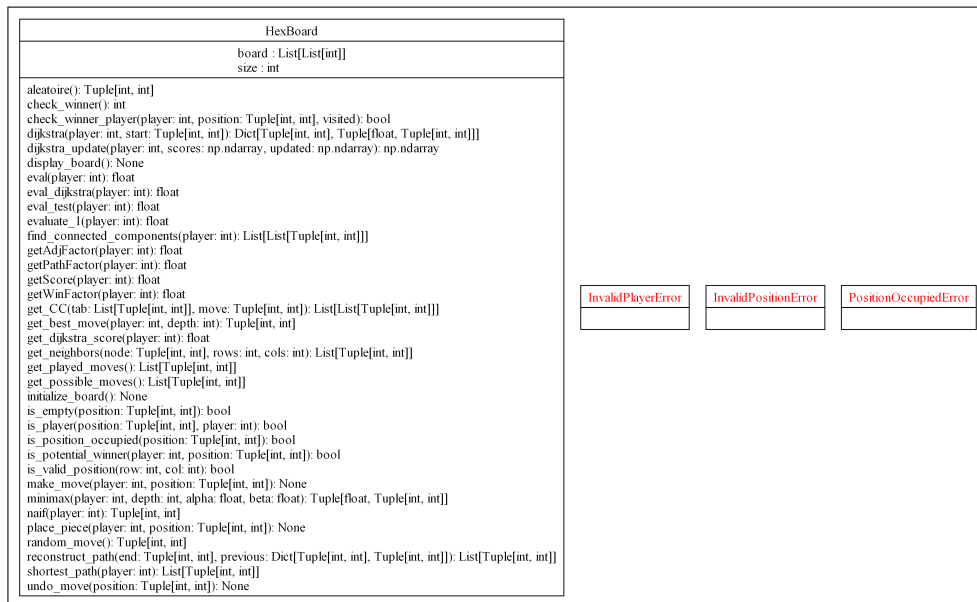 HexBoard
board : List[List[int]]
size : int
aleatoire(): Tuple[int, int]
check_winner(): int
check_winner_player(player: int, position: Tuple[int, int], visited): bool
dijkstra(player: int, start: Tuple[int, int]): Dict[Tuple[int, int], Tuple[float, Tuple[int, int]]]
dijkstra_update(player: int, scores: np.ndarray, updated: np.ndarray): np.ndarray
display_board(): None
eval(player: int): float
eval_dijkstra(player: int): float
eval_test(player: int): float
evaluate_1(player: int): float
find_connected_components(player: int): List[List[Tuple[int, int]]]
getAdjFactor(player: int): float
getPathFactor(player: int): float
getScore(player: int): float
getWinFactor(player: int): float
get_CC(tab: List[Tuple[int, int]], move: Tuple[int, int]): List[List[Tuple[int, int]]]
get_best_move(player: int, depth: int): Tuple[int, int]
get_dijkstra_score(player: int): float
get_neighbors(node: Tuple[int, int], rows: int, cols: int): List[Tuple[int, int]]
get_played_moves(): List[Tuple[int, int]]
get_possible_moves(): List[Tuple[int, int]]
initialize_board(): None
is_empty(position: Tuple[int, int]): bool
is_player(position: Tuple[int, int], player: int): bool
is_position_occupied(position: Tuple[int, int]): bool
is_potential_winner(player: int, position: Tuple[int, int]): bool
is_valid_position(row: int, col: int): bool
make_move(player: int, position: Tuple[int, int]): None
minimax(player: int, depth: int, alpha: float, beta: float): Tuple[float, Tuple[int, int]]
naif(player: int): Tuple[int, int]
place_piece(player: int, position: Tuple[int, int]): None
random_move(): Tuple[int, int]
reconstruct_path(end: Tuple[int, int], previous: Dict[Tuple[int, int], Tuple[int, int]]): List[Tuple[int, int]]
shortest_path(player: int): List[Tuple[int, int]]
undo_move(position: Tuple[int, int]): None
InvalidPlayerError
InvalidPositionError
PositionOccupiedError